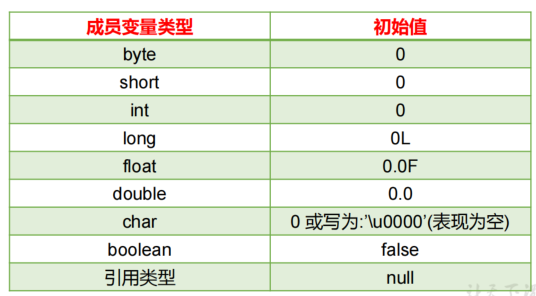 成员变量类型 初始值
byte 0
short 0
int 0
long 0L
float 0.0F
double 0.0
char 0 或写为:’\u0000’(表现为空)
boolean false
引用类型 null